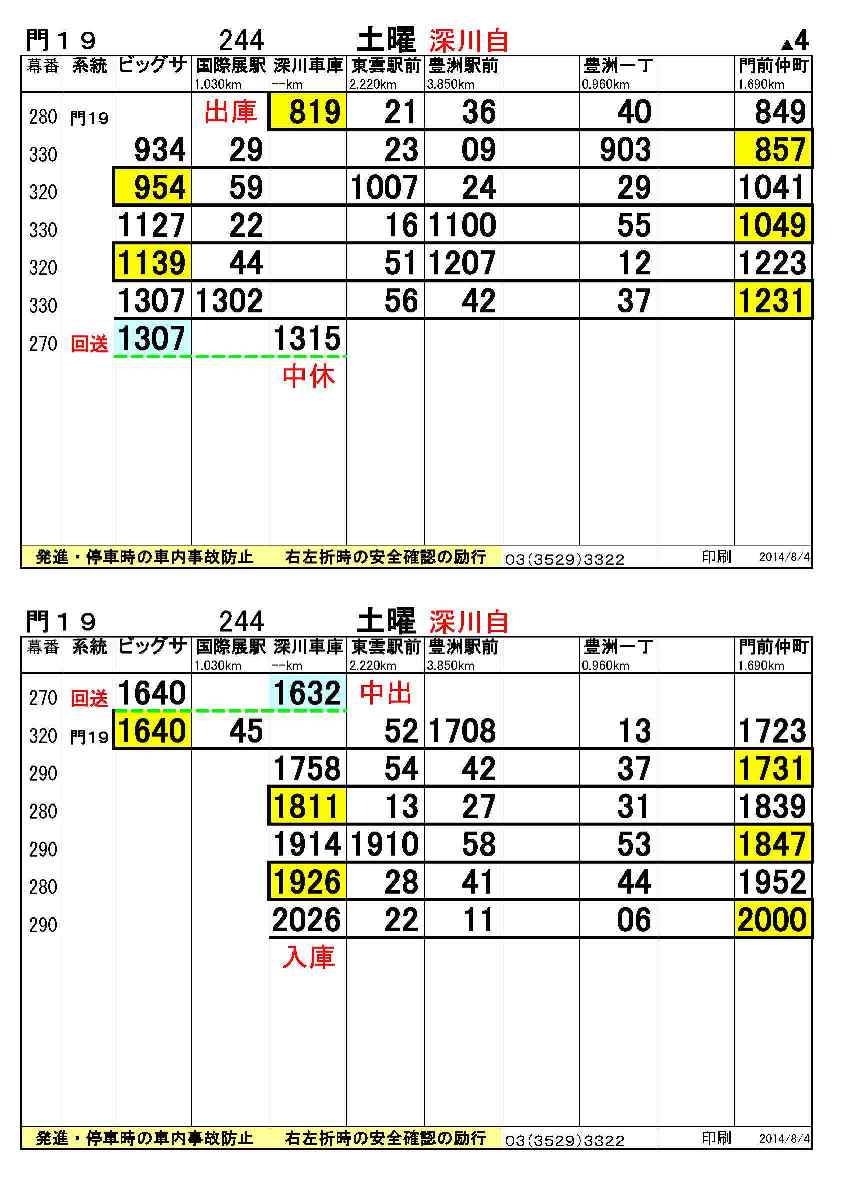 門19 244 土曜 深川自 ▲4
幕番 系統 ビッグサ 国際展駅 深川車庫 東雲駅前 豊洲駅前 豊洲一丁 門前仲町
1.030km --km 2.220km 3.850km 0.960km 1.690km
280 門19 出庫 819 21 36 40 849
330 934 29 23 09 903 857
320 954 59 1007 24 29 1041
330 1127 22 16 1100 55 1049
320 1139 44 51 1207 12 1223
330 1307 1302 56 42 37 1231
270 回送 1307 1315
中休
発進・停車時の車内事故防止 右左折時の安全確認の励行 03(3529)3322 印刷 2014/8/4
門19 244 土曜 深川自
幕番 系統 ビッグサ 国際展駅 深川車庫 東雲駅前 豊洲駅前 豊洲一丁 門前仲町
1.030km --km 2.220km 3.850km 0.960km 1.690km
270 回送 1640 1632 中出
320 門19 1640 45 52 1708 13 1723
290 1758 54 42 37 1731
280 1811 13 27 31 1839
290 1914 1910 58 53 1847
280 1926 28 41 44 1952
290 2026 22 11 06 2000
入庫
発進・停車時の車内事故防止 右左折時の安全確認の励行 03(3529)3322 印刷 2014/8/4